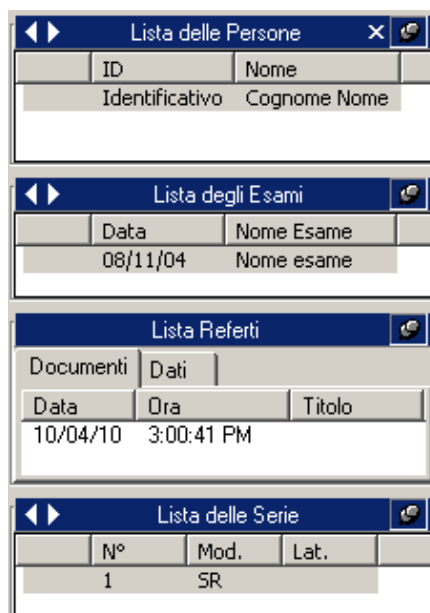 Lista delle Persone
ID Nome
Identificativo Cognome Nome
Lista degli Esami
Data Nome Esame
08/11/04 Nome esame
Lista Referti
Documenti Dati
Data Ora Titolo
10/04/10 3:00:41 PM
Lista delle Serie
Nº Mod. Lat.
1 SR